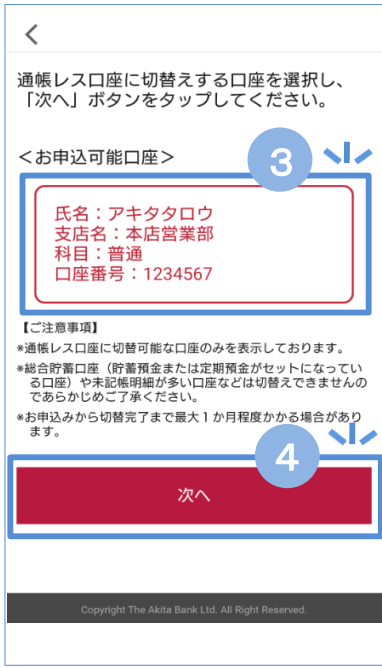 通帳レス口座に切替えする口座を選択し、
「次へ」ボタンをタップしてください。
＜お申込可能口座＞
3
氏名：アキタタロウ
支店名：本店営業部
科目：普通
口座番号：1234567
【ご注意事項】
※通帳レス口座に切替可能な口座のみを表示しております。
※総合貯蓄口座（貯蓄預金または定期預金がセットになってい
る口座）や未記帳明細が多い口座などは切替えできませんの
であらかじめご了承ください。
※お申込みから切替完了まで最大１か月程度かかる場合があり
ます。
4
次へ
Copyright The Akita Bank Ltd. All Right Reserved.